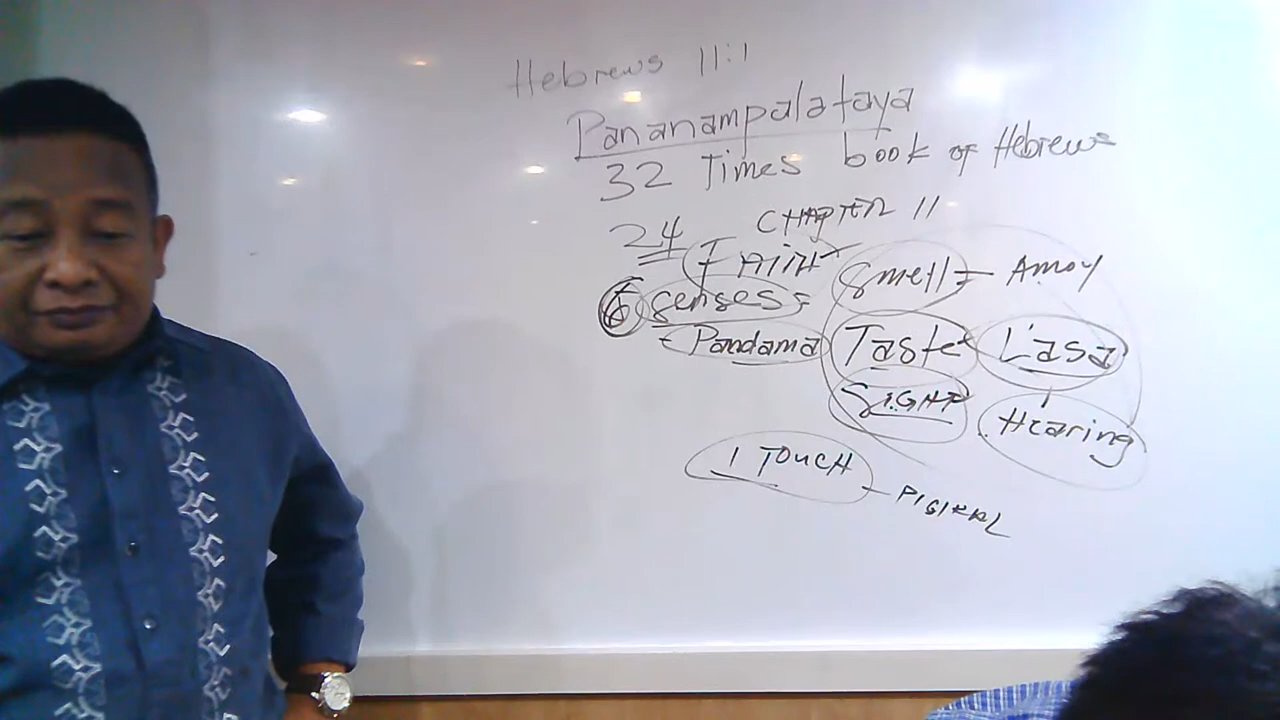 Hebrews 11:1
Pananampalataya
32 Times book of Hebrews
24 CHAPTER 11
FAITH Smell = AMOY
senses =
- Pandama Taste Lasa
SIGHT Hearing
1 TOUCH - PISIKAL